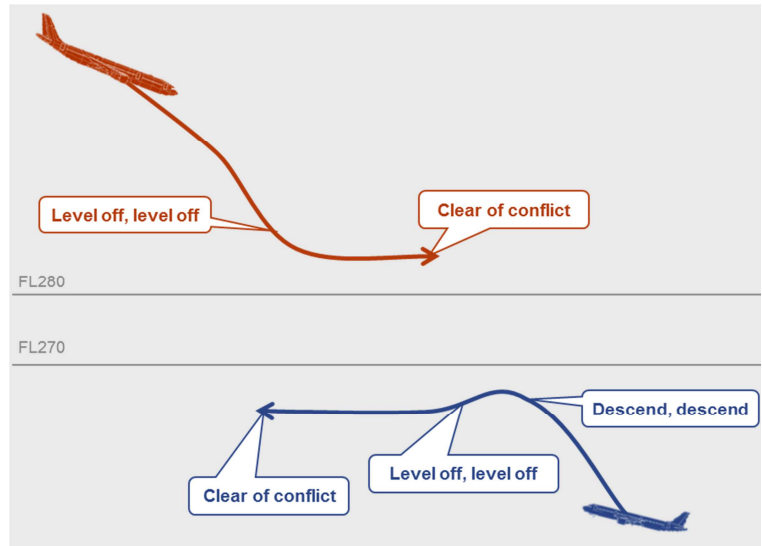 Level off, level off
Clear of conflict
FL280
FL270
Descend, descend
Level off, level off
Clear of conflict